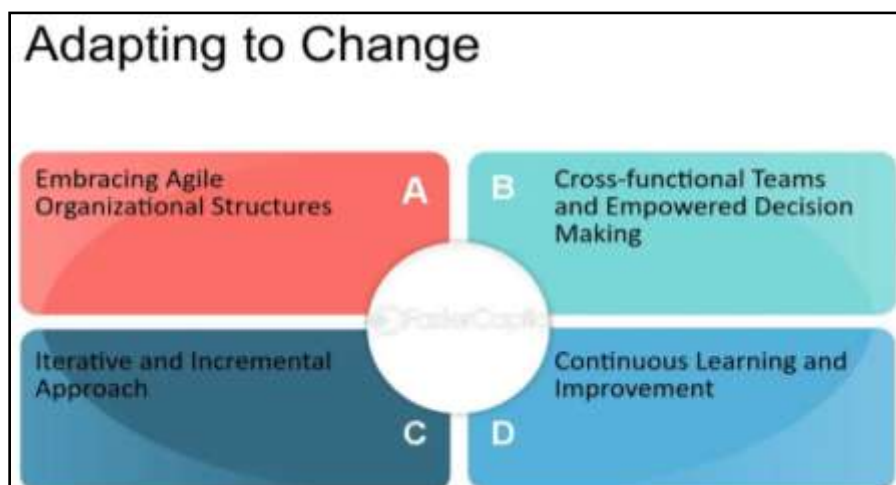 Adapting to Change
Embracing Agile
Organizational Structures
A
B
Cross-functional Teams
and Empowered Decision
Making
FasterCapital
Iterative and Incremental
Approach
C
Continuous Learning and
Improvement
D